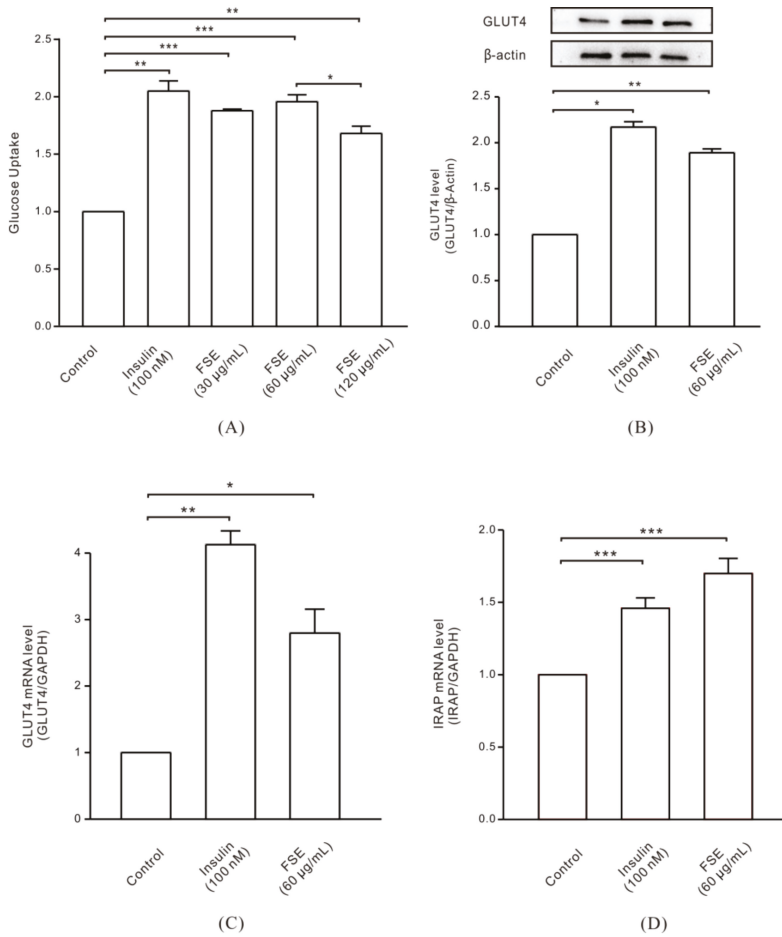 **
***
***
**
*
2.5
2.0
1.5
1.0
0.5
0.0
Glucose Uptake
Control
Insulin
(100 nM)
FSE
(30 µg/mL)
FSE
(60 µg/mL)
FSE
(120 µg/mL)
(A)
GLUT4
β-actin
**
*
2.5
2.0
1.5
1.0
0.5
0.0
GLUT4 level
(GLUT4/β-Actin)
Control
Insulin
(100 nM)
FSE
(60 µg/mL)
(B)
*
**
4
3
2
1
0
GLUT4 mRNA level
(GLUT4/GAPDH)
Control
Insulin
(100 nM)
FSE
(60 µg/mL)
(C)
***
***
2.0
1.5
1.0
0.5
0.0
IRAP mRNA level
(IRAP/GAPDH)
Control
Insulin
(100 nM)
FSE
(60 µg/mL)
(D)